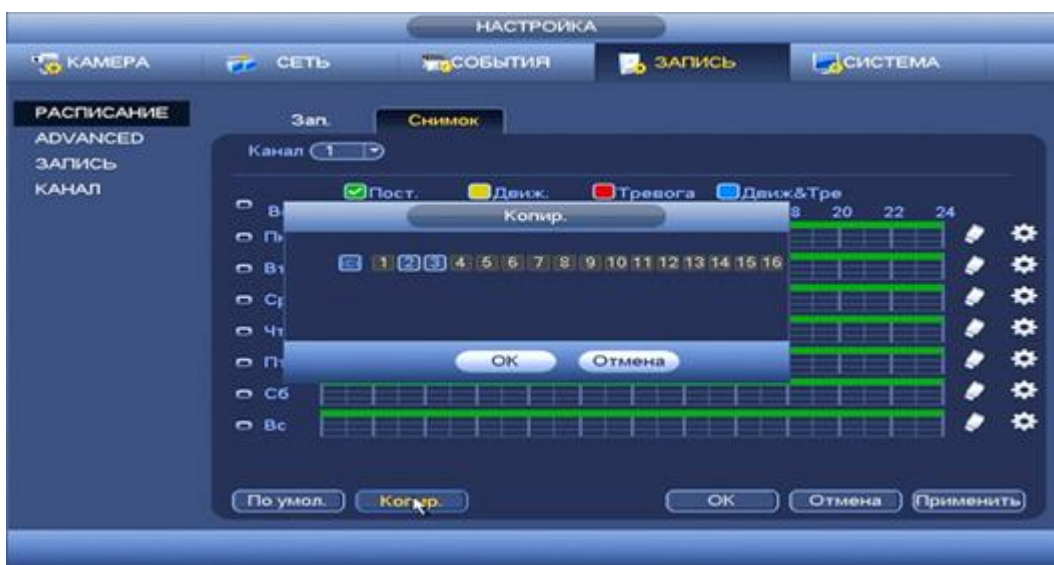 НАСТРОЙКА
КАМЕРА СЕТЬ СОБЫТИЯ ЗАПИСЬ СИСТЕМА
РАСПИСАНИЕ
ADVANCED
ЗАПИСЬ
КАНАЛ
Зап. Снимок
Канал 1
Пост. Движ. Тревога Движ&Тре
8 20 22 24
Копир.
1 2 3 4 5 6 7 8 9 10 11 12 13 14 15 16
OK Отмена
Сб
Вс
По умол. Копир. OK Отмена Применить